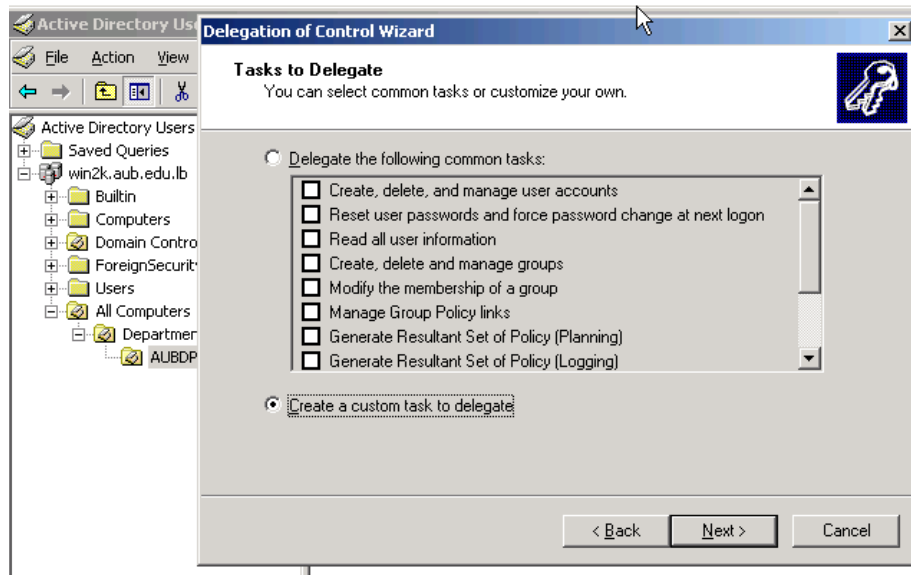 Active Directory Us
Delegation of Control Wizard
File Action View
Tasks to Delegate
You can select common tasks or customize your own.
Active Directory Users
Saved Queries
win2k.aub.edu.lb
Builtin
Computers
Domain Contro
ForeignSecurit
Users
All Computers
Departmen
AUBDP
Delegate the following common tasks:
Create, delete, and manage user accounts
Reset user passwords and force password change at next logon
Read all user information
Create, delete and manage groups
Modify the membership of a group
Manage Group Policy links
Generate Resultant Set of Policy (Planning)
Generate Resultant Set of Policy (Logging)
Create a custom task to delegate
< Back Next > Cancel